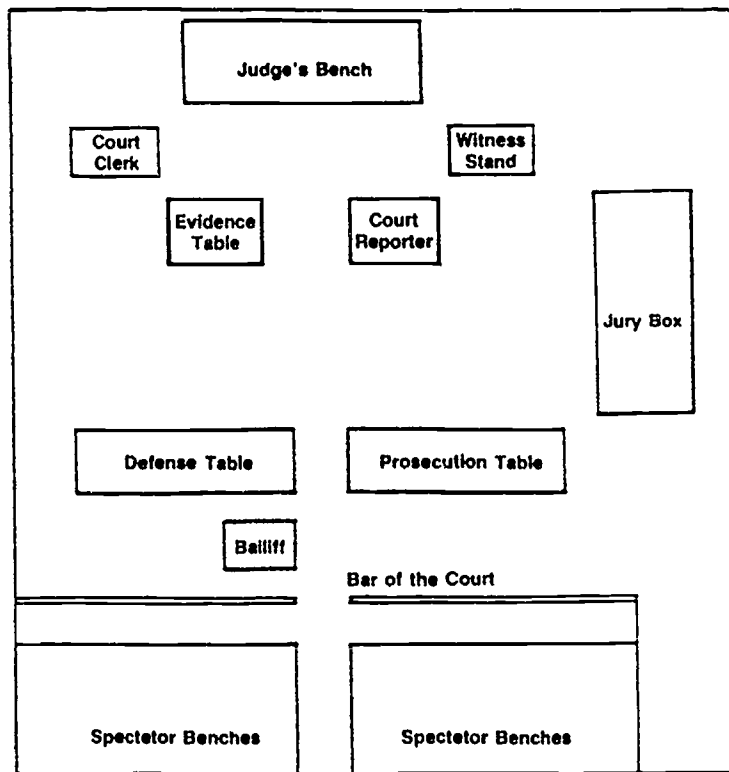 Judge's Bench
Court
Clerk
Witness
Stand
Evidence
Table
Court
Reporter
Jury Box
Defense Table
Prosecution Table
Bailiff
Bar of the Court
Spectetor Benches
Spectetor Benches